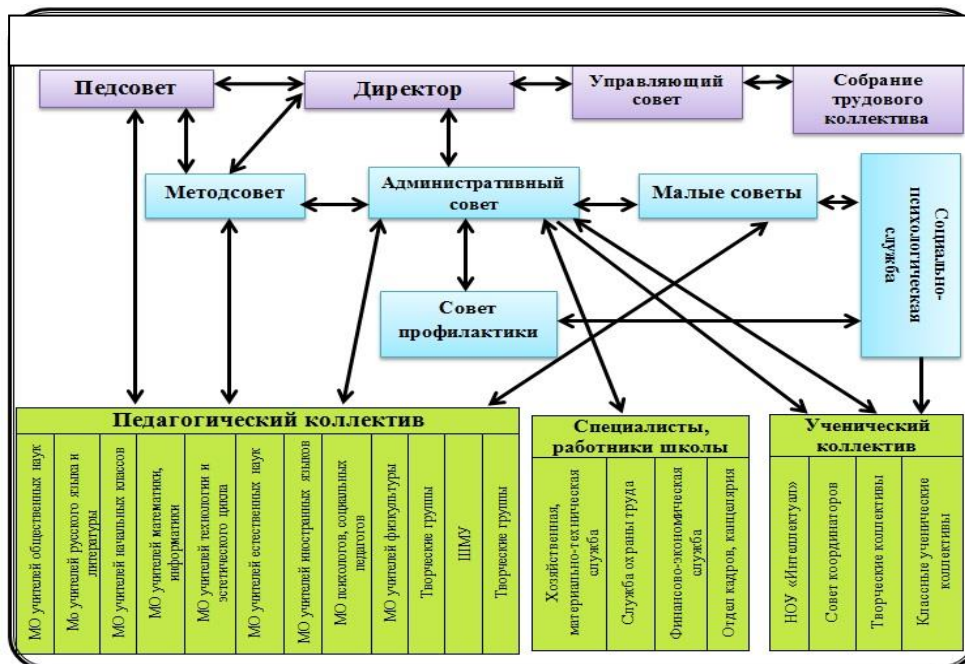 Педсовет
Директор
Управляющий
совет
Собрание
трудового
коллектива
Методсовет
Административный
совет
Малые советы
Социально-
психологическая
служба
Совет
профилактики
Педагогический коллектив
МО учителей общественных наук
Мо учителей русского языка и
литературы
МО учителей начальных классов
МО учителей математики,
информатики
МО учителей технологии и
эстетического цикла
МО учителей естественных наук
МО учителей иностранных языков
МО психологов, социальных
педагогов
МО учителей физкультуры
Творческие группы
ШМУ
Творческие группы
Специалисты,
работники школы
Хозяйственная,
материально-техническая
служба
Служба охраны труда
Финансово-экономическая
служба
Отдел кадров, канцелярия
Ученический
коллектив
НОУ «Интеллектуал»
Совет координаторов
Творческие коллективы
Классные ученические
коллективы